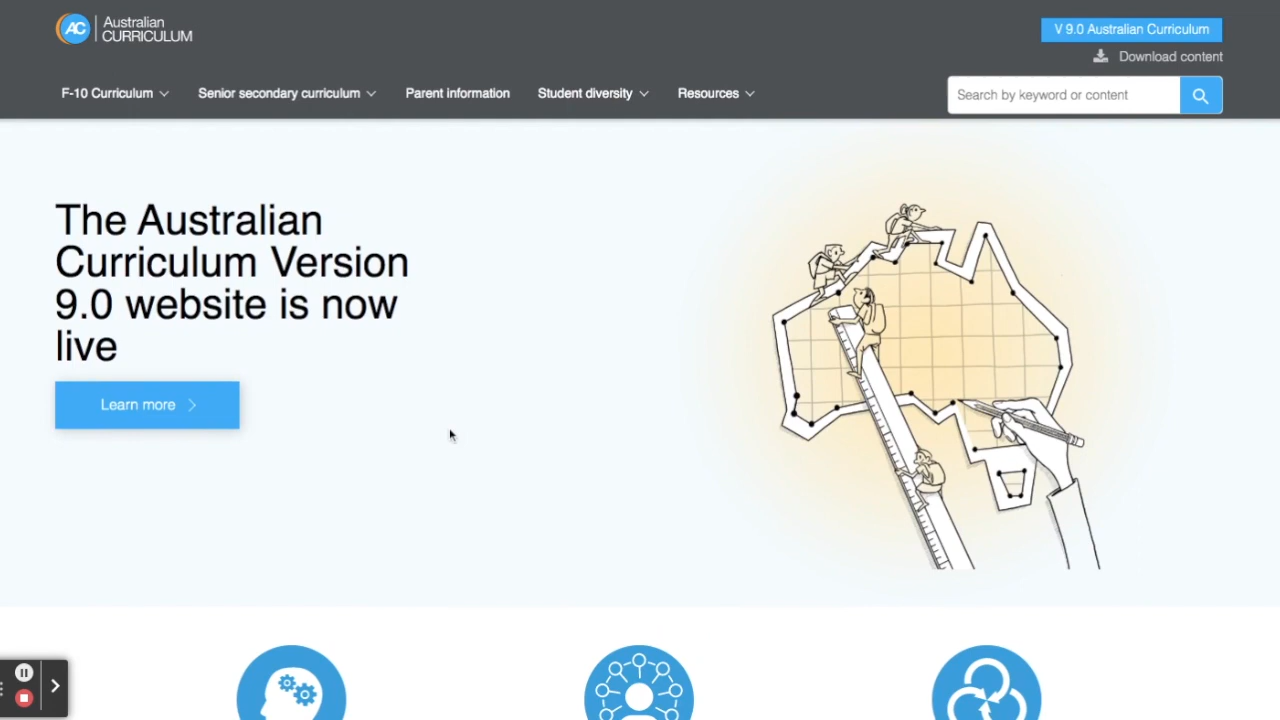 AC
Australian
CURRICULUM
V 9.0 Australian Curriculum
Download content
F-10 Curriculum
Senior secondary curriculum
Parent information
Student diversity
Resources
Search by keyword or content
The Australian
Curriculum Version
9.0 website is now
live
Learn more